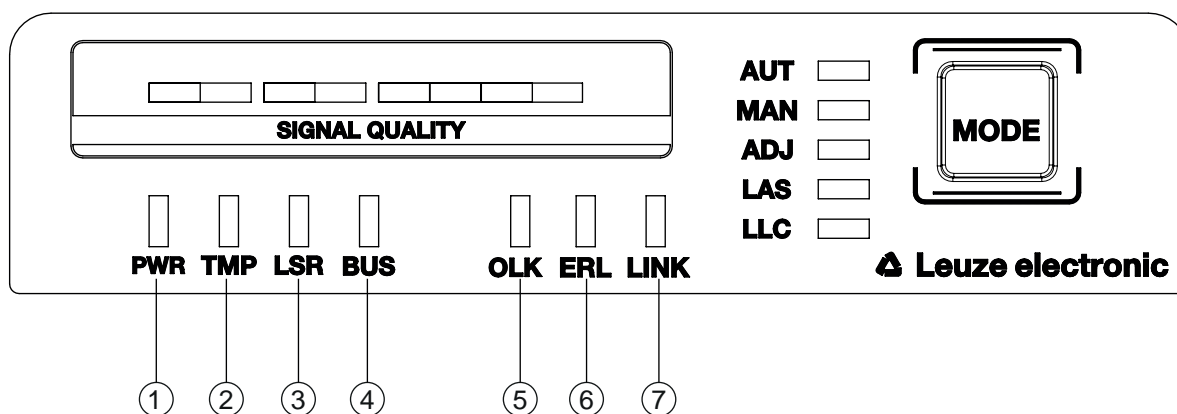 SIGNAL QUALITY
AUT
MAN
ADJ
LAS
LLC
MODE
PWR TMP LSR BUS OLK ERL LINK
Leuze electronic
1 2 3 4 5 6 7